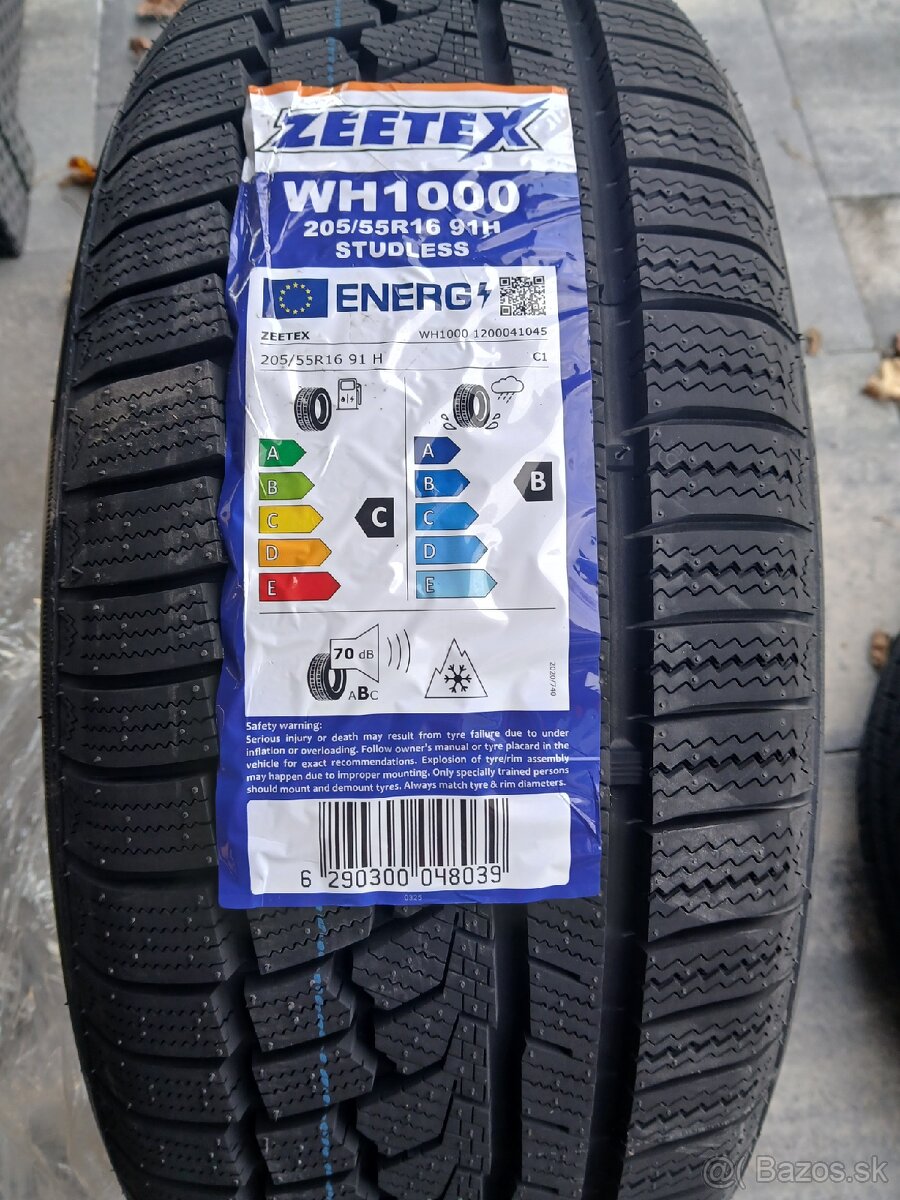 ZEETEX
WH1000
205/55R16 91H
STUDLESS
ENERG
ZEETEX WH1000 1200041045
205/55R16 91 H C1
A A
B B B
C C C
D D
E E
70 dB
ABC
2020/740
Safety warning:
Serious injury or death may result from tyre failure due to under
inflation or overloading. Follow owner's manual or tyre placard in the
vehicle for exact recommendations. Explosion of tyre/rim assembly
may happen due to improper mounting. Only specially trained persons
should mount and demount tyres. Always match tyre & rim diameters.
6 290300 048039
0325
Bazos.sk